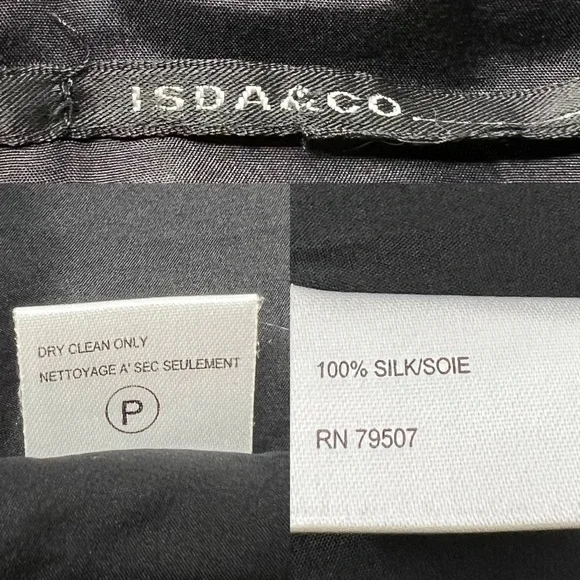 ISDA&CO.
DRY CLEAN ONLY
NETTOYAGE A' SEC SEULEMENT
P
100% SILK/SOIE
RN 79507